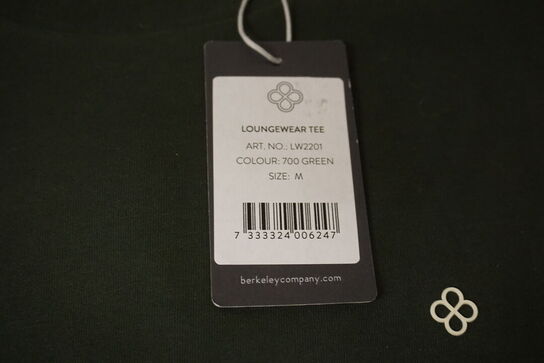 LOUNGEWEAR TEE
ART. NO.: LW2201
COLOUR: 700 GREEN
SIZE: M
7 333324 006247
berkeleycompany.com